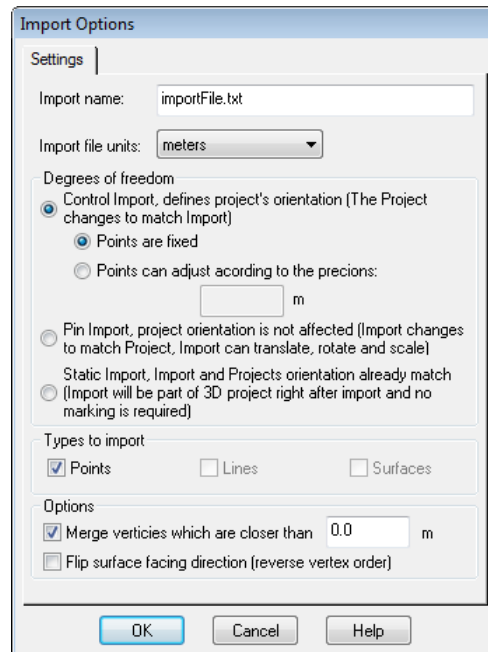 Import Options
Settings
Import name: importFile.txt
Import file units: meters
Degrees of freedom
Control Import, defines project's orientation (The Project
changes to match Import)
Points are fixed
Points can adjust acording to the precions:
m
Pin Import, project orientation is not affected (Import changes
to match Project, Import can translate, rotate and scale)
Static Import, Import and Projects orientation already match
(Import will be part of 3D project right after import and no
marking is required)
Types to import
Points Lines Surfaces
Options
Merge verticies which are closer than 0.0 m
Flip surface facing direction (reverse vertex order)
OK Cancel Help